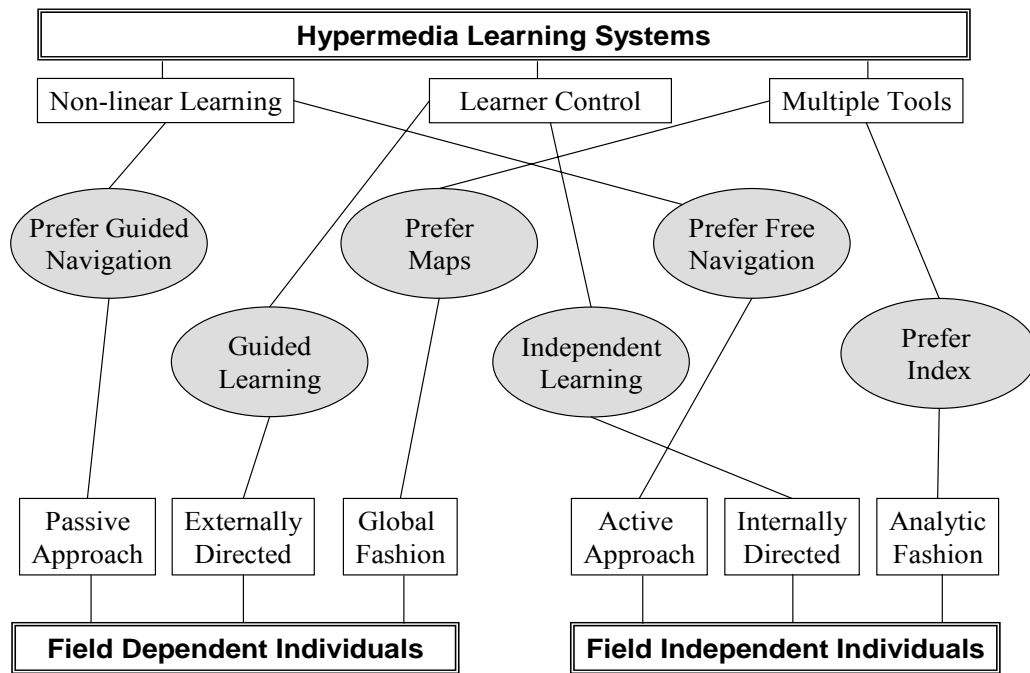 Hypermedia Learning Systems
Non-linear Learning
Learner Control
Multiple Tools
Prefer Guided
Navigation
Prefer
Maps
Prefer Free
Navigation
Guided
Learning
Independent
Learning
Prefer
Index
Passive
Approach
Externally
Directed
Global
Fashion
Active
Approach
Internally
Directed
Analytic
Fashion
Field Dependent Individuals
Field Independent Individuals